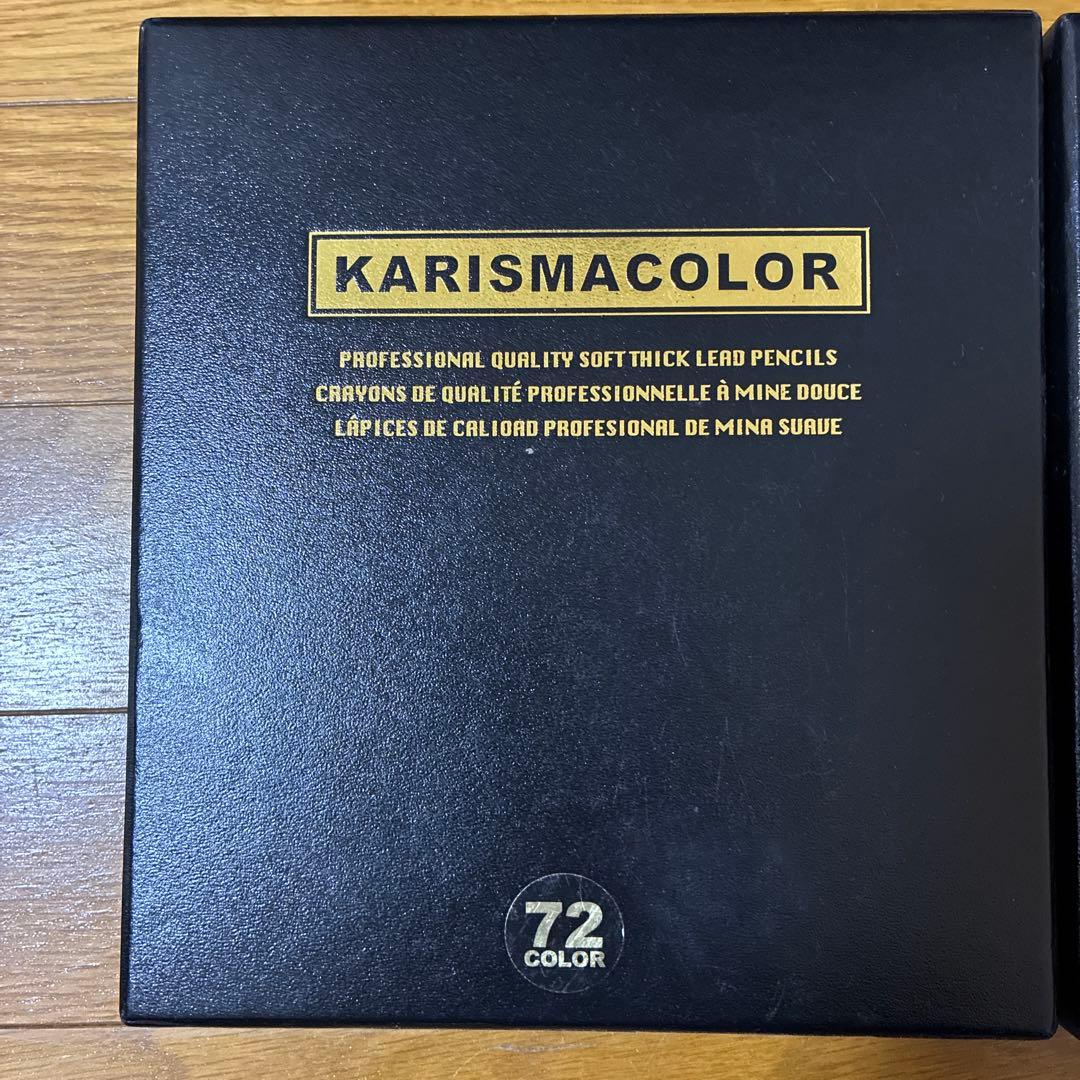 KARISMACOLOR
PROFESSIONAL QUALITY SOFT THICK LEAD PENCILS
CRAYONS DE QUALITÉ PROFESSIONNELLE À MINE DOUCE
LÁPICES DE CALIOAD PROFESIONAL DE MINA SUAVE
72
COLOR